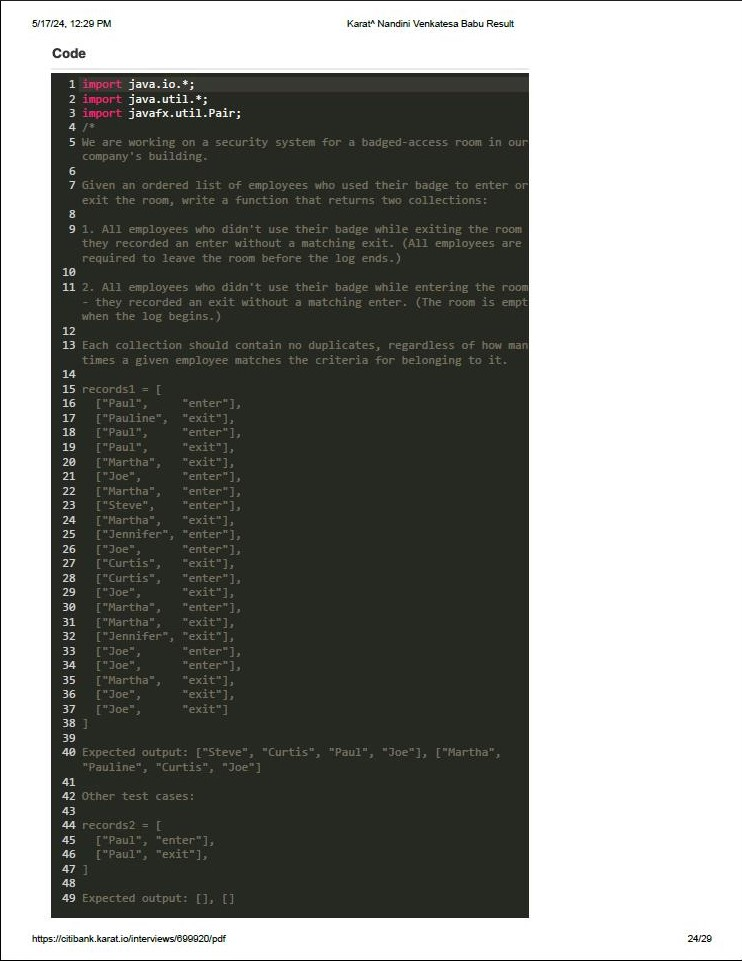 5/17/24, 12:29 PM
Karat^ Nandini Venkatesa Babu Result
Code
1 import java.io.*;
2 import java.util.*;
3 import javafx.util.Pair;
4 /*
5 We are working on a security system for a badged-access room in our
company's building.
6
7 Given an ordered list of employees who used their badge to enter or
exit the room, write a function that returns two collections:
8
9 1. All employees who didn't use their badge while exiting the room
they recorded an enter without a matching exit. (All employees are
required to leave the room before the log ends.)
10
11 2. All employees who didn't use their badge while entering the room
- they recorded an exit without a matching enter. (The room is empt
when the log begins.)
12
13 Each collection should contain no duplicates, regardless of how man
times a given employee matches the criteria for belonging to it.
14
15 records1 = [
16 ["Paul", "enter"],
17 ["Pauline", "exit"],
18 ["Paul", "enter"],
19 ["Paul", "exit"],
20 ["Martha", "exit"],
21 ["Joe", "enter"],
22 ["Martha", "enter"],
23 ["Steve", "enter"],
24 ["Martha", "exit"],
25 ["Jennifer", "enter"],
26 ["Joe", "enter"],
27 ["Curtis", "exit"],
28 ["Curtis", "enter"],
29 ["Joe", "exit"],
30 ["Martha", "enter"],
31 ["Martha", "exit"],
32 ["Jennifer", "exit"],
33 ["Joe", "enter"],
34 ["Joe", "enter"],
35 ["Martha", "exit"],
36 ["Joe", "exit"],
37 ["Joe", "exit"]
38 ]
39
40 Expected output: ["Steve", "Curtis", "Paul", "Joe"], ["Martha",
"Pauline", "Curtis", "Joe"]
41
42 Other test cases:
43
44 records2 = [
45 ["Paul", "enter"],
46 ["Paul", "exit"],
47 ]
48
49 Expected output: [], []
https://citibank.karat.io/interviews/699920/pdf
24/29